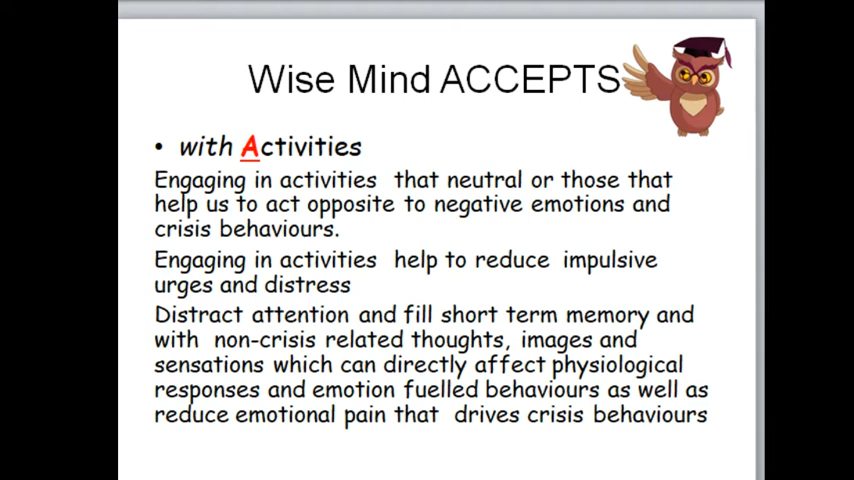 Wise Mind ACCEPTS
• with Activities
Engaging in activities that neutral or those that
help us to act opposite to negative emotions and
crisis behaviours.
Engaging in activities help to reduce impulsive
urges and distress
Distract attention and fill short term memory and
with non-crisis related thoughts, images and
sensations which can directly affect physiological
responses and emotion fuelled behaviours as well as
reduce emotional pain that drives crisis behaviours